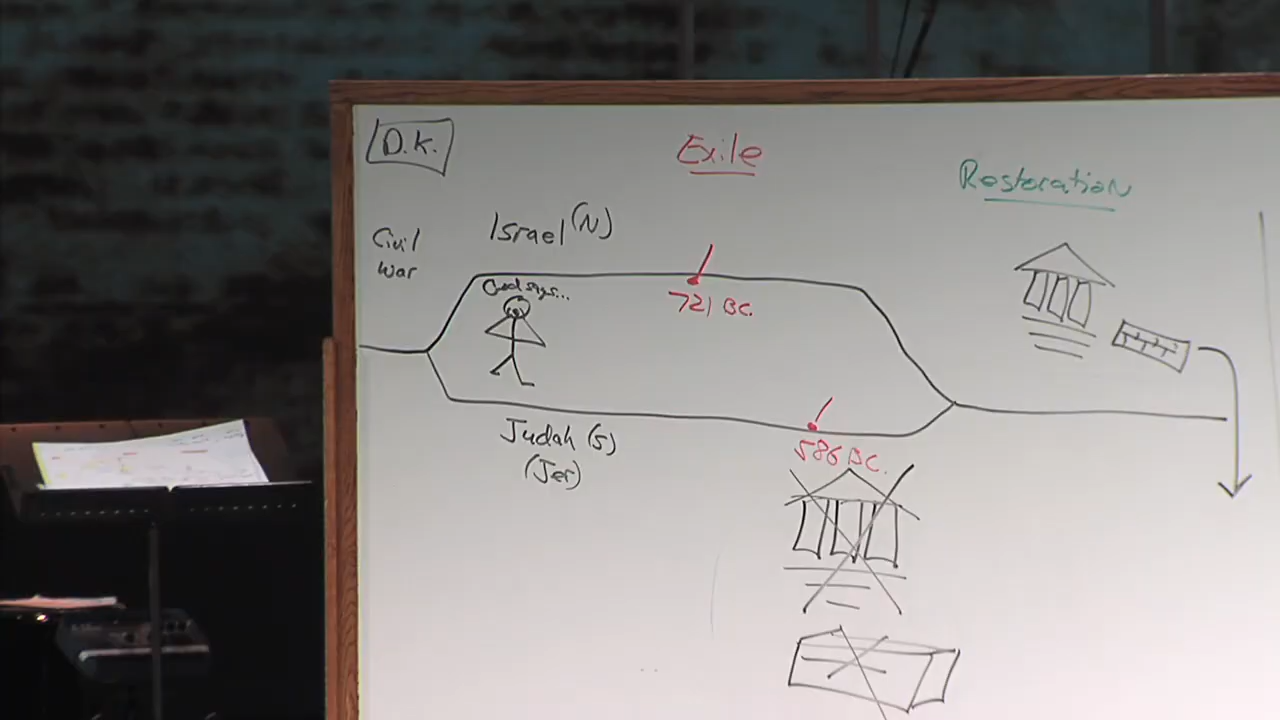 D.K.
Exile
Restoration
Civil
War
Israel (N)
God says...
721 BC.
Judah (S)
(Jer)
586 BC.